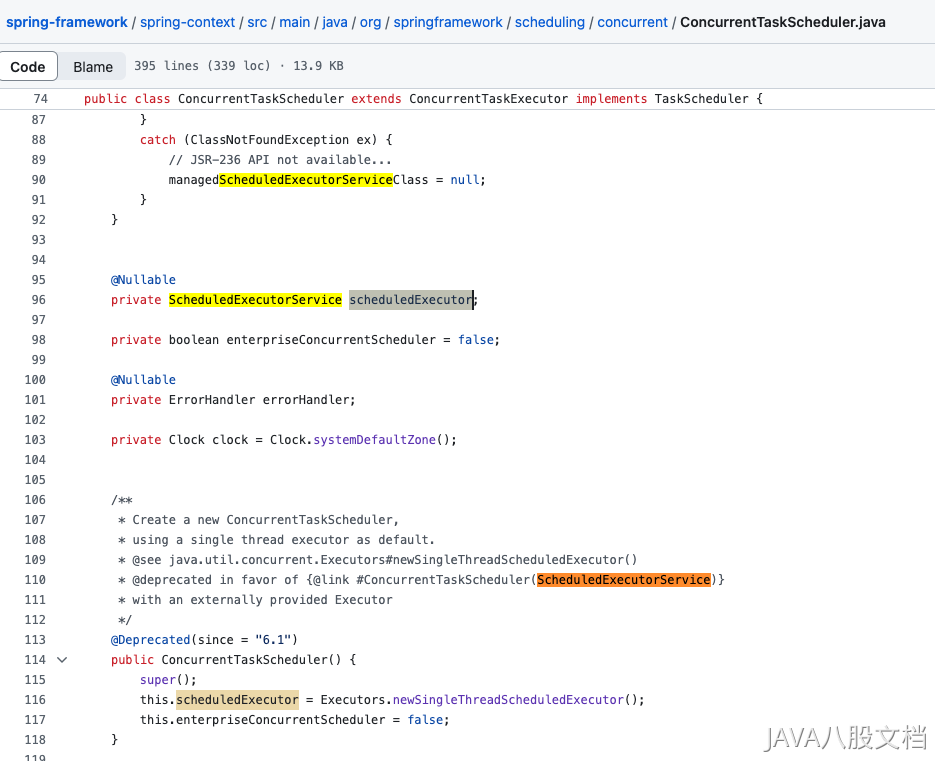 spring-framework / spring-context / src / main / java / org / springframework / scheduling / concurrent / ConcurrentTaskScheduler.java
Code Blame 395 lines (339 loc) · 13.9 KB
74 public class ConcurrentTaskScheduler extends ConcurrentTaskExecutor implements TaskScheduler {
87 }
88 catch (ClassNotFoundException ex) {
89 // JSR-236 API not available...
90 managedScheduledExecutorServiceClass = null;
91 }
92 }
93
94
95 @Nullable
96 private ScheduledExecutorService scheduledExecutor;
97
98 private boolean enterpriseConcurrentScheduler = false;
99
100 @Nullable
101 private ErrorHandler errorHandler;
102
103 private Clock clock = Clock.systemDefaultZone();
104
105
106 /**
107 * Create a new ConcurrentTaskScheduler,
108 * using a single thread executor as default.
109 * @see java.util.concurrent.Executors#newSingleThreadScheduledExecutor()
110 * @deprecated in favor of {@link #ConcurrentTaskScheduler(ScheduledExecutorService)}
111 * with an externally provided Executor
112 */
113 @Deprecated(since = "6.1")
114 public ConcurrentTaskScheduler() {
115 super();
116 this.scheduledExecutor = Executors.newSingleThreadScheduledExecutor();
117 this.enterpriseConcurrentScheduler = false;
118 }
119
JAVA八股文档